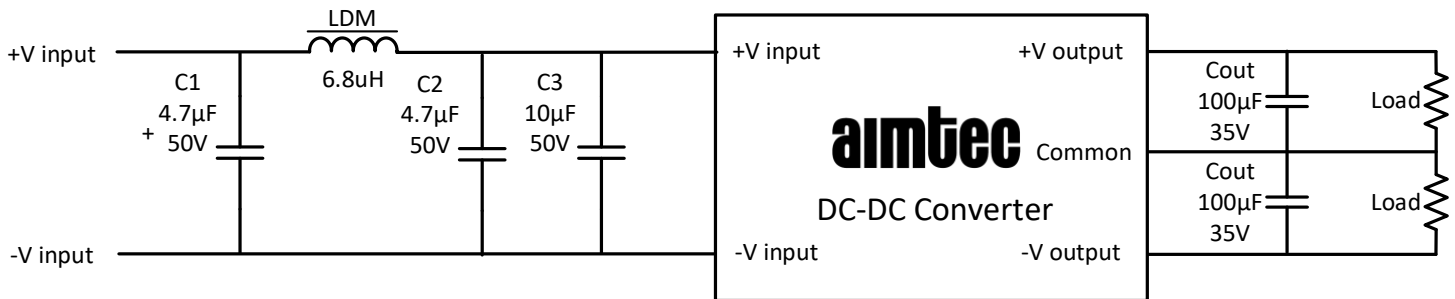 LDM
+V input
6.8uH
C1
4.7µF
+ 50V
C2
4.7µF
50V
C3
10µF
50V
-V input
+V input
+V output
aimtec
Common
DC-DC Converter
-V input
-V output
Cout
100µF
35V
Load
Cout
100µF
35V
Load